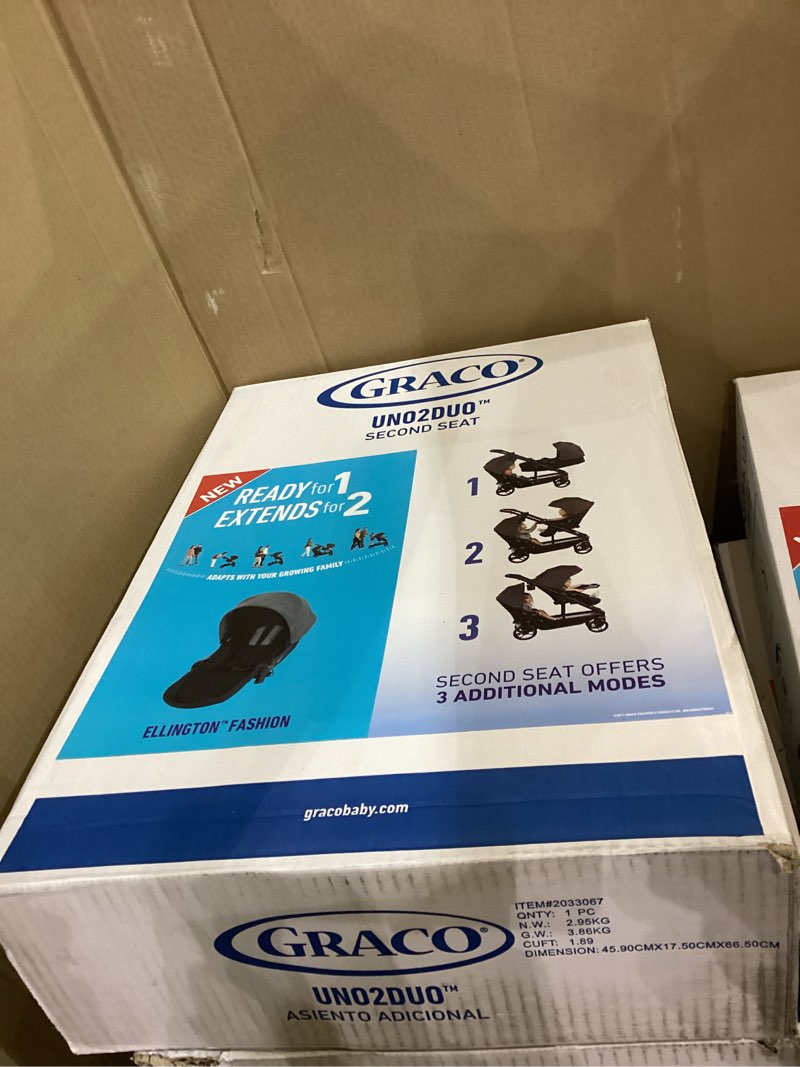 GRACO®
UNO2DUO™
SECOND SEAT
NEW
READY for 1
EXTENDS for 2
ADAPTS WITH YOUR GROWING FAMILY
ELLINGTON™ FASHION
1
2
3
SECOND SEAT OFFERS
3 ADDITIONAL MODES
gracobaby.com
GRACO®
UNO2DUO™
ASIENTO ADICIONAL
ITEM#2033067
QNTY: 1 PC
N.W.: 2.95KG
G.W.: 3.86KG
CUFT: 1.89
DIMENSION: 45.90CMX17.50CMX66.50CM